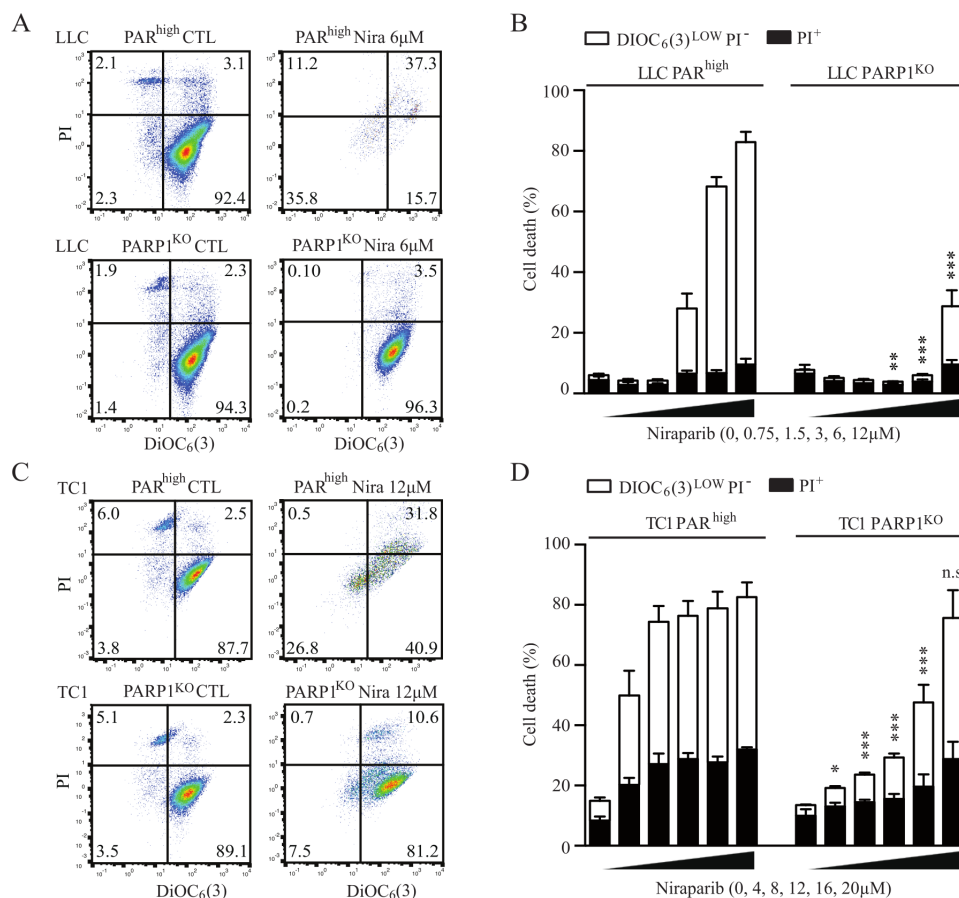 A
LLC PAR^high CTL PAR^high Nira 6μM
2.1 3.1 11.2 37.3
PI
2.3 92.4 35.8 15.7
LLC PARP1^KO CTL PARP1^KO Nira 6μM
1.9 2.3 0.10 3.5
1.4 94.3 0.2 96.3
DiOC₆(3) DiOC₆(3)
B
DIOC₆(3)^LOW PI⁻ PI⁺
LLC PAR^high LLC PARP1^KO
Cell death (%)
100
80
60
40
20
0
** *** ***
Niraparib (0, 0.75, 1.5, 3, 6, 12μM)
C
TC1 PAR^high CTL PAR^high Nira 12μM
6.0 2.5 0.5 31.8
PI
3.8 87.7 26.8 40.9
TC1 PARP1^KO CTL PARP1^KO Nira 12μM
5.1 2.3 0.7 10.6
3.5 89.1 7.5 81.2
DiOC₆(3) DiOC₆(3)
D
DIOC₆(3)^LOW PI⁻ PI⁺
TC1 PAR^high TC1 PARP1^KO
Cell death (%)
100
80
60
40
20
0
* *** *** *** n.s
Niraparib (0, 4, 8, 12, 16, 20μM)